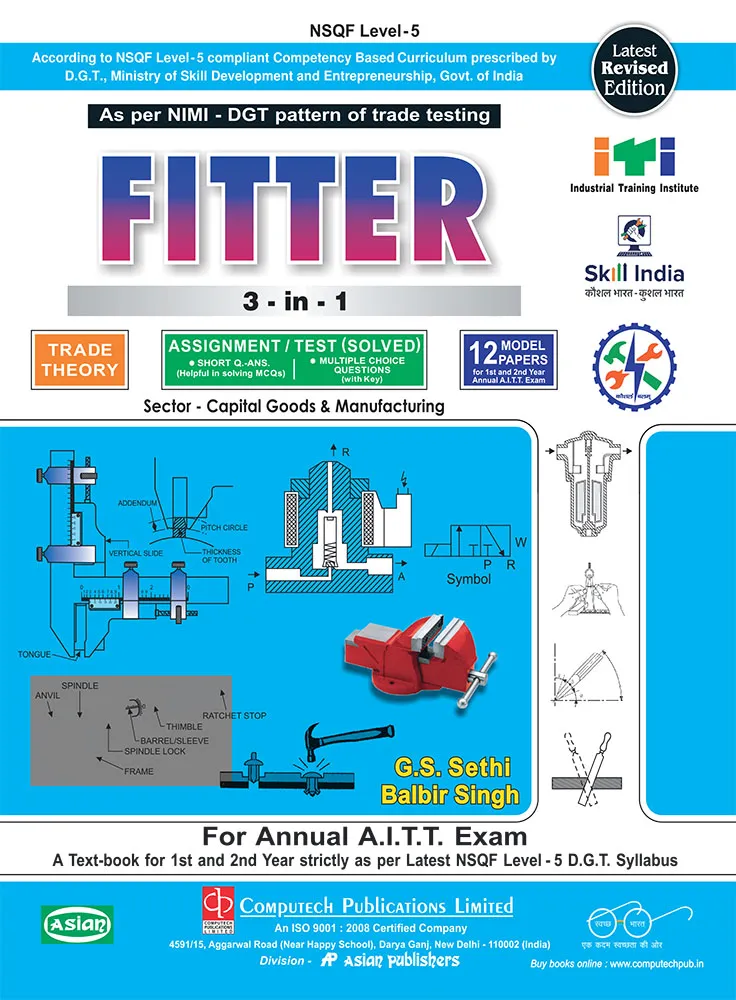 NSQF Level-5
According to NSQF Level-5 compliant Competency Based Curriculum prescribed by
D.G.T., Ministry of Skill Development and Entrepreneurship, Govt. of India
Latest
Revised
Edition
As per NIMI - DGT pattern of trade testing
FITTER
3 - in - 1
iTi
Industrial Training Institute
Skill India
कौशल भारत - कुशल भारत
TRADE
THEORY
ASSIGNMENT / TEST (SOLVED)
• SHORT Q.-ANS.
(Helpful in solving MCQs)
• MULTIPLE CHOICE
QUESTIONS
(with Key)
12 MODEL
PAPERS
for 1st and 2nd Year
Annual A.I.T.T. Exam
कौशलं बलम्
Sector - Capital Goods & Manufacturing
ADDENDUM
PITCH CIRCLE
VERTICAL SLIDE
THICKNESS
OF TOOTH
TONGUE
R
P
A
W
P R
Symbol
ANVIL
SPINDLE
RATCHET STOP
THIMBLE
BARREL/SLEEVE
SPINDLE LOCK
FRAME
G.S. Sethi
Balbir Singh
For Annual A.I.T.T. Exam
A Text-book for 1st and 2nd Year strictly as per Latest NSQF Level - 5 D.G.T. Syllabus
Asian
CP
COMPUTECH
PUBLICATIONS
LIMITED
Computech Publications Limited
An ISO 9001 : 2008 Certified Company
4591/15, Aggarwal Road (Near Happy School), Darya Ganj, New Delhi - 110002 (India)
Division - AP Asian Publishers
स्वच्छ भारत
एक कदम स्वच्छता की ओर
Buy books online : www.computechpub.in